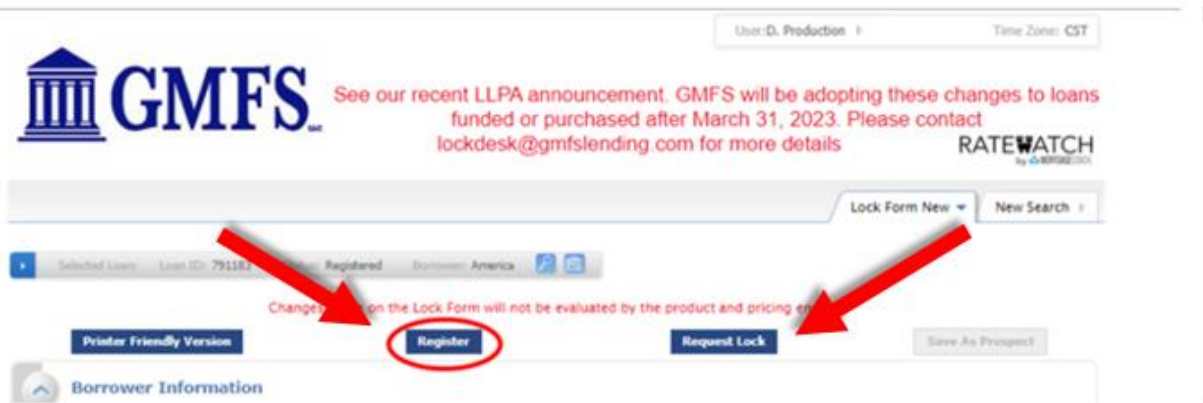 User:D. Production
Time Zone: CST
GMFS LLC
See our recent LLPA announcement. GMFS will be adopting these changes to loans
funded or purchased after March 31, 2023. Please contact
lockdesk@gmfslending.com for more details
RATEWATCH
by
Lock Form New
New Search
Selected Loan: Loan ID: 791183 Registered Borrower: America
Changes on the Lock Form will not be evaluated by the product and pricing
Printer Friendly Version
Register
Request Lock
Save As Prospect
Borrower Information